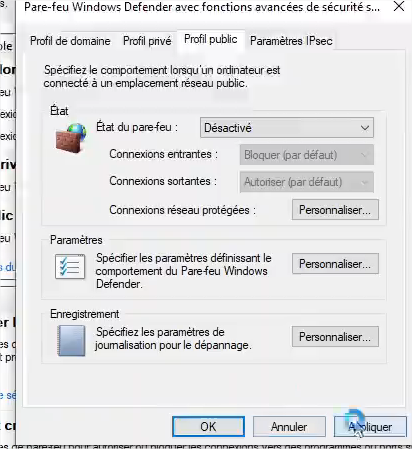 Pare-feu Windows Defender avec fonctions avancées de sécurité s...
Profil de domaine Profil privé Profil public Paramètres IPsec
Spécifiez le comportement lorsqu'un ordinateur est
connecté à un emplacement réseau public.
État
État du pare-feu : Désactivé
Connexions entrantes : Bloquer (par défaut)
Connexions sortantes : Autoriser (par défaut)
Connexions réseau protégées : Personnaliser...
Paramètres
Spécifier les paramètres définissant le
comportement du Pare-feu Windows
Defender.
Personnaliser...
Enregistrement
Spécifiez les paramètres de
journalisation pour le dépannage.
Personnaliser...
OK Annuler Appliquer